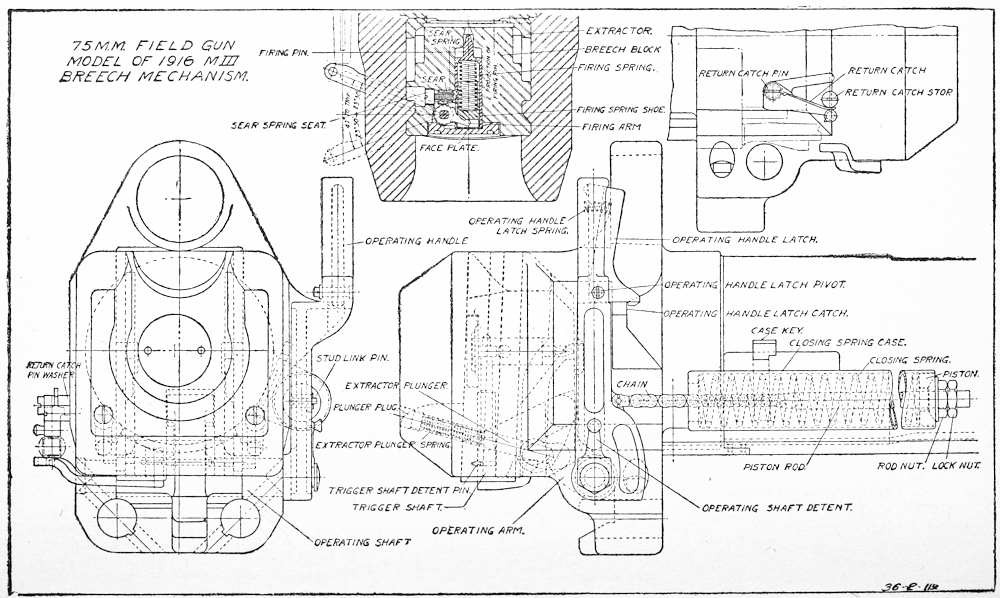 75 M.M. FIELD GUN
MODEL OF 1916 M.III
BREECH MECHANISM.
FIRING PIN.
SEAR SPRING SEAT.
SEAR
SPRING
SEAR
FACE PLATE.
EXTRACTOR.
BREECH BLOCK
FIRING SPRING.
FIRING SPRING SHOE.
FIRING ARM
RETURN CATCH PIN
RETURN CATCH
RETURN CATCH STOR
OPERATING HANDLE
OPERATING HANDLE
LATCH SPRING.
OPERATING HANDLE LATCH.
OPERATING HANDLE LATCH PIVOT.
OPERATING HANDLE LATCH CATCH.
CASE KEY.
CLOSING SPRING CASE.
CLOSING SPRING.
PISTON.
RETURN CATCH
PIN WASHER
STUD LINK PIN.
EXTRACTOR PLUNGER.
PLUNGER PLUG
EXTRACTOR PLUNGER SPRING
CHAIN
PISTON ROD.
ROD NUT.
LOCK NUT.
TRIGGER SHAFT DETENT PIN.
TRIGGER SHAFT.
OPERATING SHAFT DETENT.
OPERATING ARM.
OPERATING SHAFT